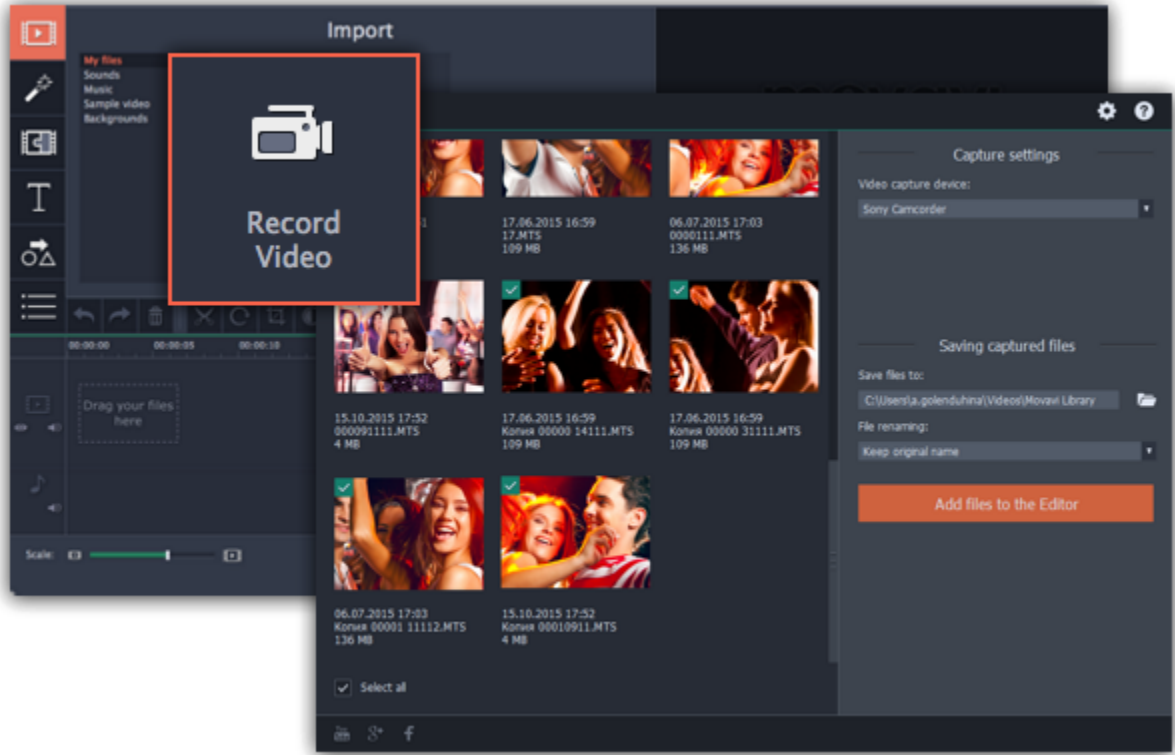 Import
My files
Sounds
Music
Sample video
Backgrounds
Record
Video
00:00:00
00:00:05
00:00:10
Drag your files
here
Scale:
17.06.2015 16:59
17.MTS
109 MB
06.07.2015 17:03
0000111.MTS
136 MB
15.10.2015 17:52
000091111.MTS
4 MB
17.06.2015 16:59
Копия 00000 14111.MTS
109 MB
17.06.2015 16:59
Копия 00000 31111.MTS
109 MB
06.07.2015 17:03
Копия 00001 11112.MTS
136 MB
15.10.2015 17:52
Копия 00010911.MTS
4 MB
Select all
Capture settings
Video capture device:
Sony Camcorder
Saving captured files
Save files to:
C:\Users\a.golenduhina\Videos\Movavi Library
File renaming:
Keep original name
Add files to the Editor